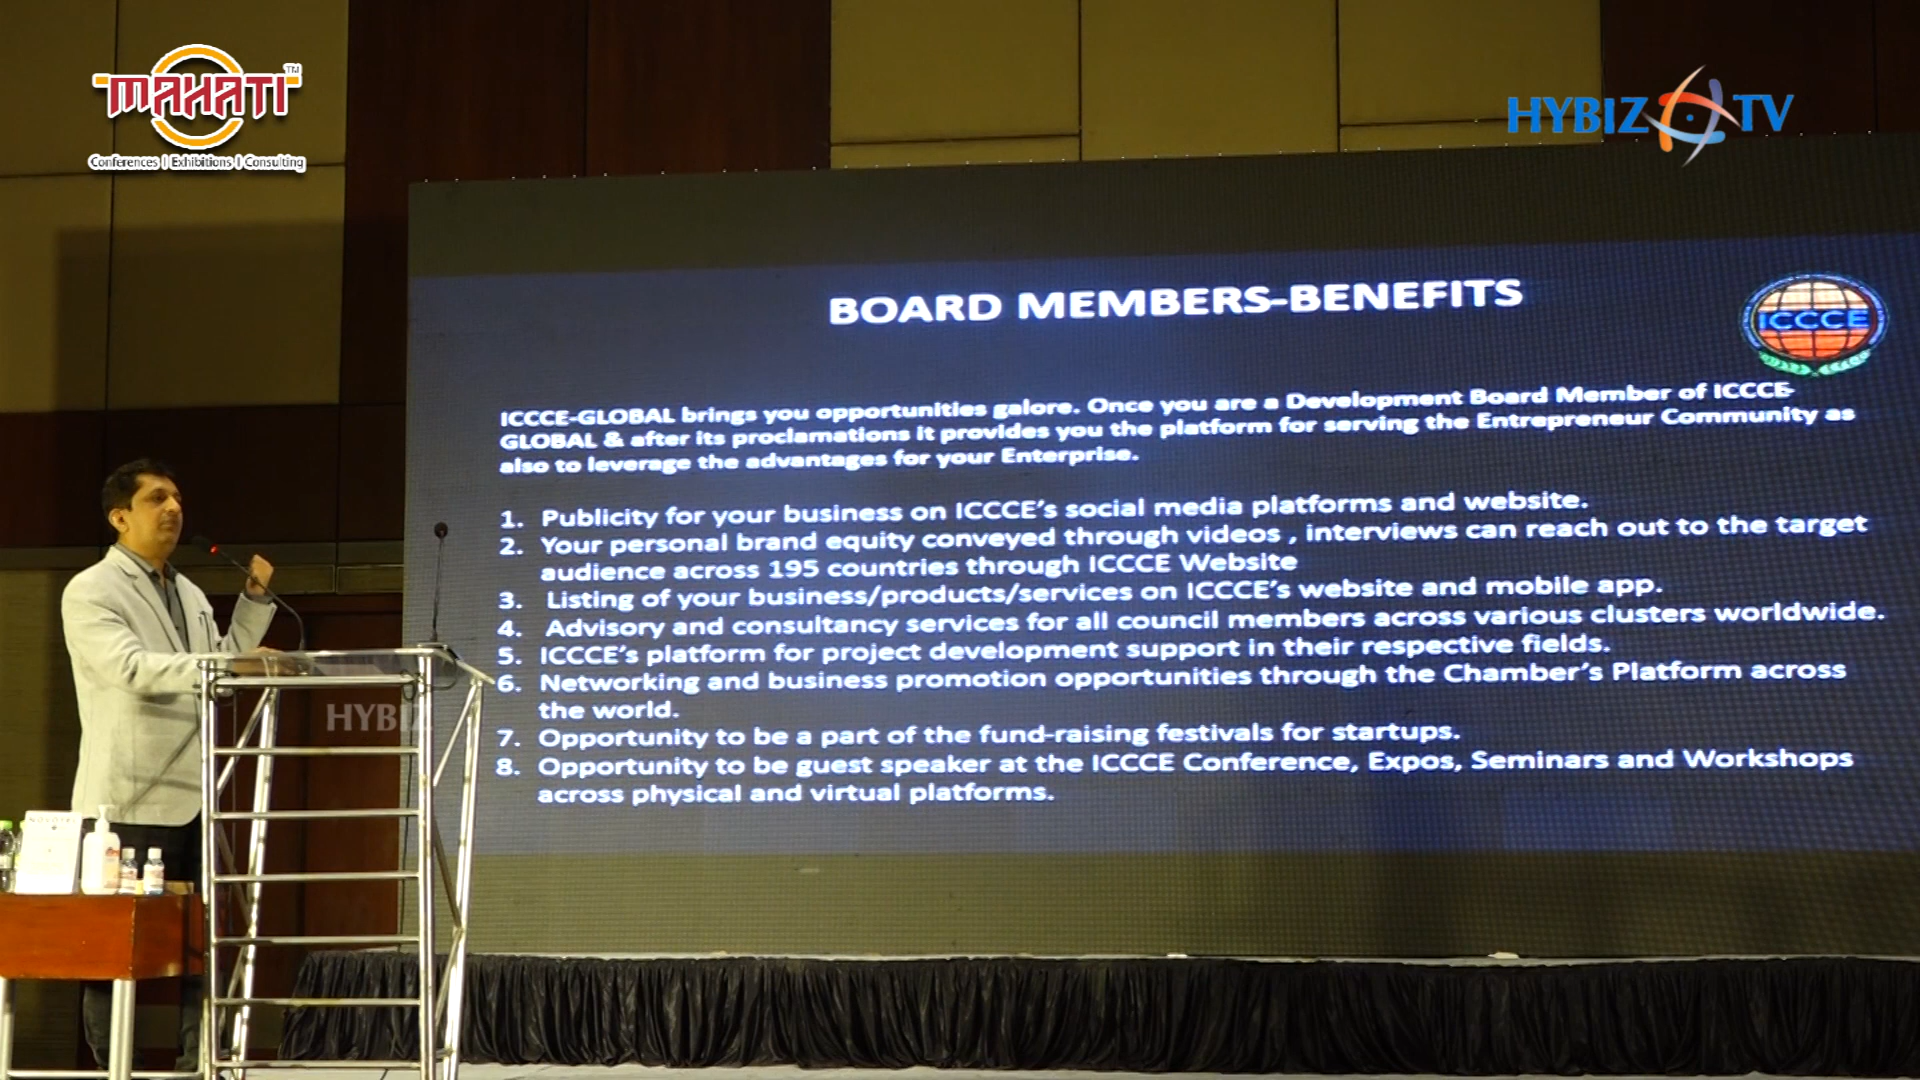 MAHATI TM
Conferences | Exhibitions | Consulting
HYBIZ TV
BOARD MEMBERS-BENEFITS
ICCCE
ICCCE-GLOBAL brings you opportunities galore. Once you are a Development Board Member of ICCCE-
GLOBAL & after its proclamations it provides you the platform for serving the Entrepreneur Community as
also to leverage the advantages for your Enterprise.
1. Publicity for your business on ICCCE's social media platforms and website.
2. Your personal brand equity conveyed through videos , interviews can reach out to the target
audience across 195 countries through ICCCE Website
3. Listing of your business/products/services on ICCCE's website and mobile app.
4. Advisory and consultancy services for all council members across various clusters worldwide.
5. ICCCE's platform for project development support in their respective fields.
6. Networking and business promotion opportunities through the Chamber's Platform across
the world.
7. Opportunity to be a part of the fund-raising festivals for startups.
8. Opportunity to be guest speaker at the ICCCE Conference, Expos, Seminars and Workshops
across physical and virtual platforms.
HYBIZ
NOVOTEL